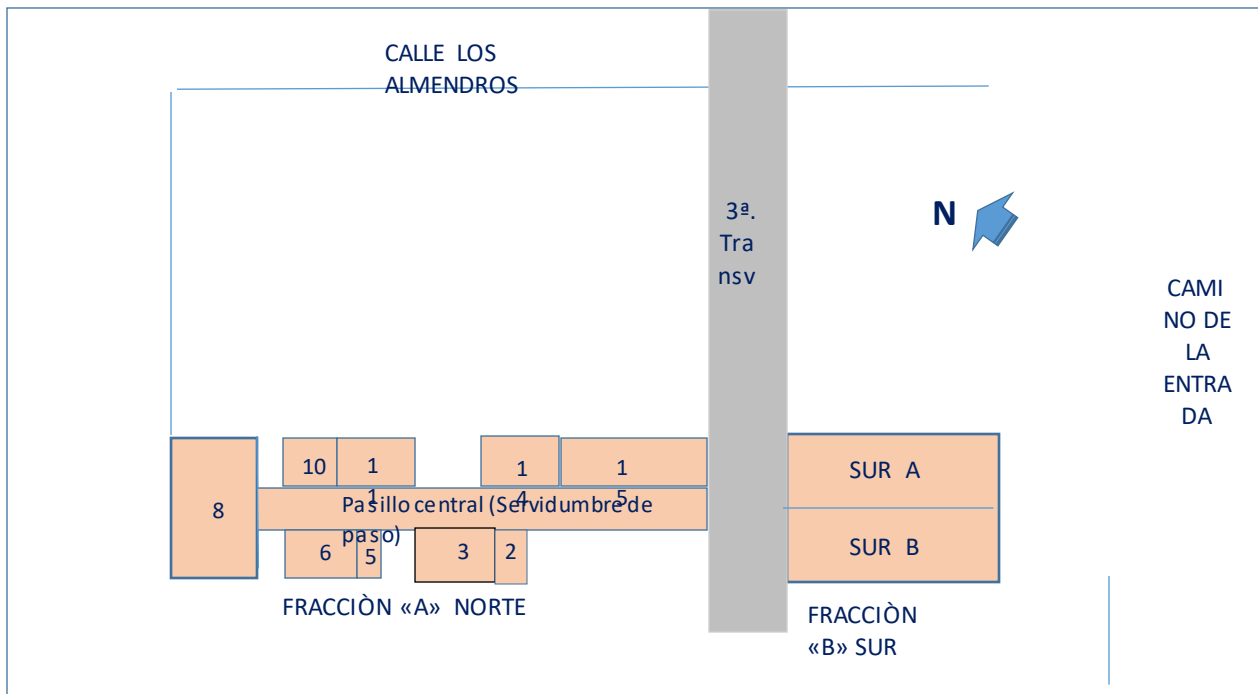 CALLE LOS
ALMENDROS
3ª.
Tra
nsv
N
CAMI
NO DE
LA
ENTRA
DA
8
10
1
1
1
4
1
5
SUR A
Pasillo central (Servidumbre de
paso)
6
5
3
2
SUR B
FRACCIÒN «A» NORTE
FRACCIÒN
«B» SUR